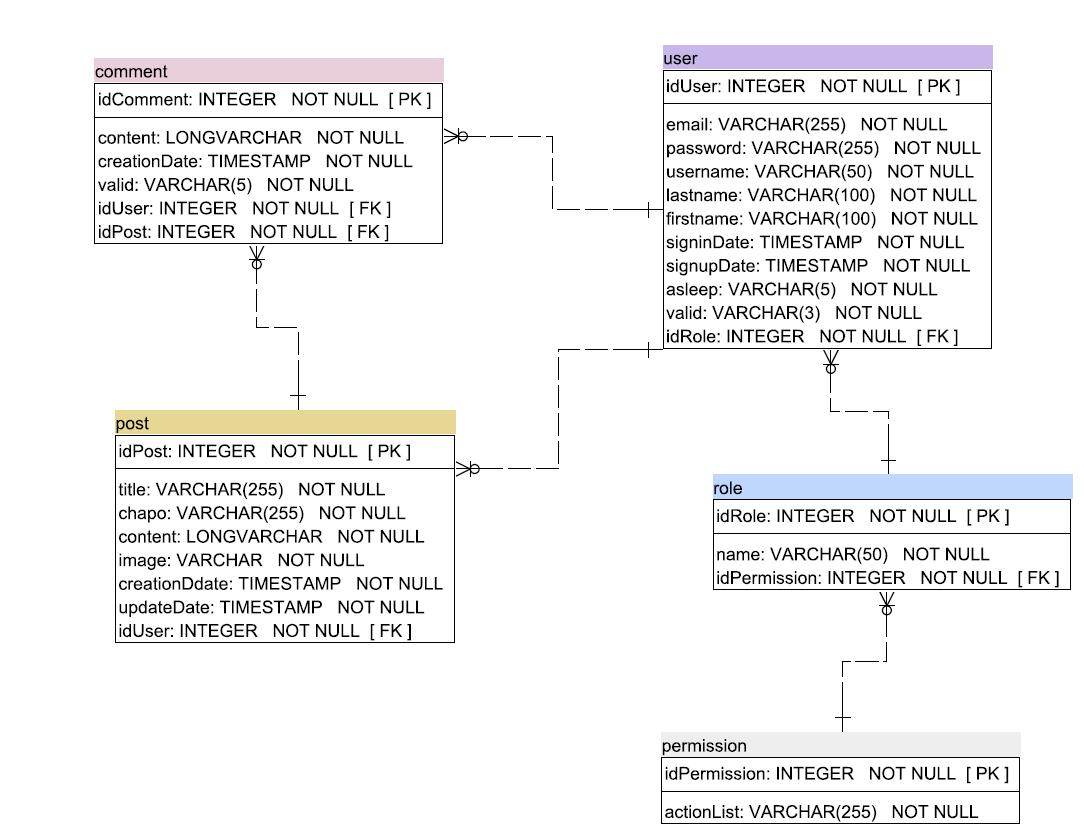 comment
idComment: INTEGER NOT NULL [ PK ]
content: LONGVARCHAR NOT NULL
creationDate: TIMESTAMP NOT NULL
valid: VARCHAR(5) NOT NULL
idUser: INTEGER NOT NULL [ FK ]
idPost: INTEGER NOT NULL [ FK ]
user
idUser: INTEGER NOT NULL [ PK ]
email: VARCHAR(255) NOT NULL
password: VARCHAR(255) NOT NULL
username: VARCHAR(50) NOT NULL
lastname: VARCHAR(100) NOT NULL
firstname: VARCHAR(100) NOT NULL
signinDate: TIMESTAMP NOT NULL
signupDate: TIMESTAMP NOT NULL
asleep: VARCHAR(5) NOT NULL
valid: VARCHAR(3) NOT NULL
idRole: INTEGER NOT NULL [ FK ]
post
idPost: INTEGER NOT NULL [ PK ]
title: VARCHAR(255) NOT NULL
chapo: VARCHAR(255) NOT NULL
content: LONGVARCHAR NOT NULL
image: VARCHAR NOT NULL
creationDdate: TIMESTAMP NOT NULL
updateDate: TIMESTAMP NOT NULL
idUser: INTEGER NOT NULL [ FK ]
role
idRole: INTEGER NOT NULL [ PK ]
name: VARCHAR(50) NOT NULL
idPermission: INTEGER NOT NULL [ FK ]
permission
idPermission: INTEGER NOT NULL [ PK ]
actionList: VARCHAR(255) NOT NULL